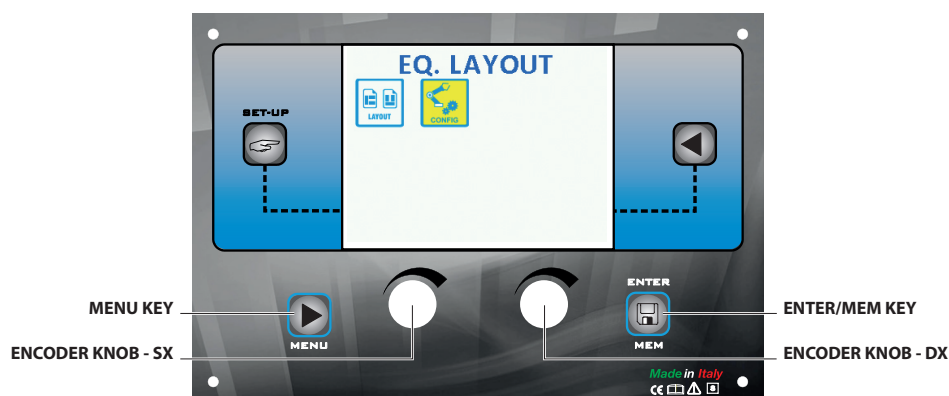 EQ. LAYOUT
LAYOUT
CONFIG
SET-UP
MENU KEY
MENU
ENCODER KNOB - SX
ENTER
MEM
ENTER/MEM KEY
ENCODER KNOB - DX
Made in Italy
CE